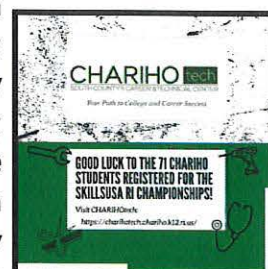 CHARIHO tech
SOUTH COUNTY'S CAREER & TECHNICAL CENTER
Your Path to College and Career Success
GOOD LUCK TO THE 71 CHARIHO
STUDENTS REGISTERED FOR THE
SKILLSUSA RI CHAMPIONSHIPS!
Visit CHARIHOtech:
https://charihotech.chariho.k12.ri.us/